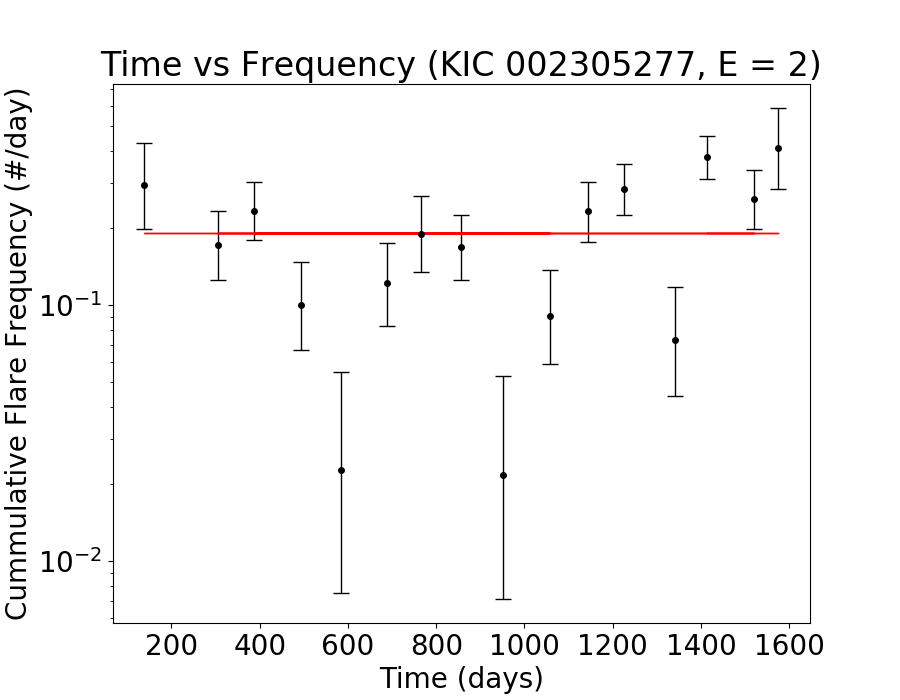 Time vs Frequency (KIC 002305277, E = 2)
Cummulative Flare Frequency (#/day)
10⁻¹
10⁻²
200 400 600 800 1000 1200 1400 1600
Time (days)